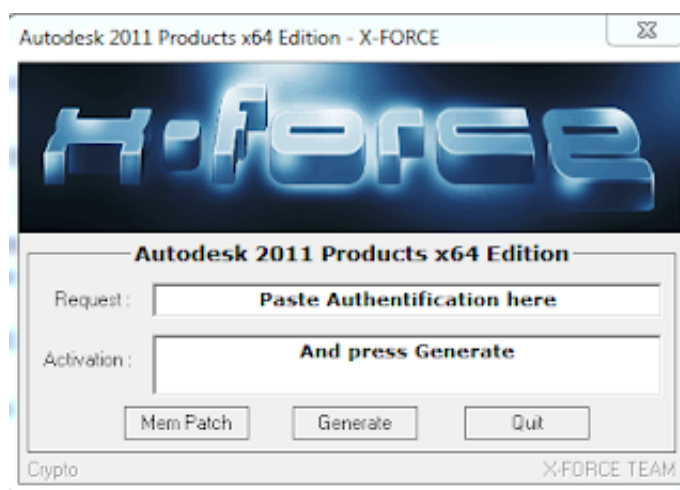 Autodesk 2011 Products x64 Edition - X-FORCE
x-force
Autodesk 2011 Products x64 Edition
Request :
Paste Authentification here
Activation :
And press Generate
Mem Patch
Generate
Quit
Crypto
X-FORCE TEAM